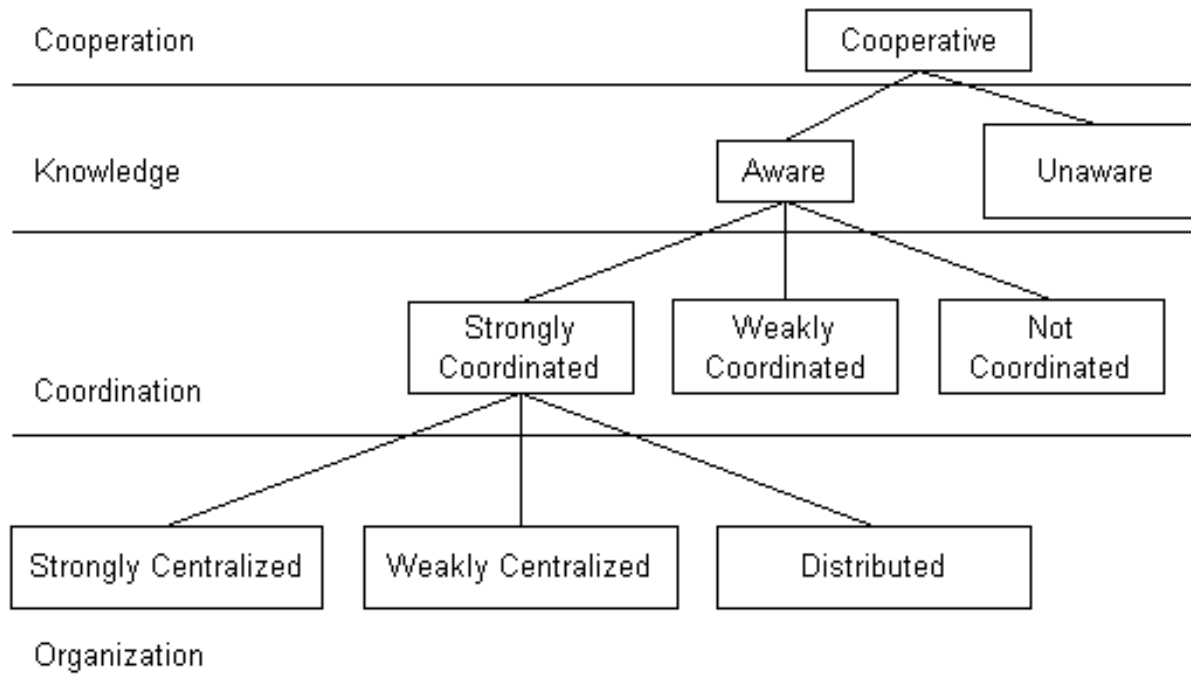 Cooperation
Cooperative
Knowledge
Aware
Unaware
Strongly
Coordinated
Weakly
Coordinated
Not
Coordinated
Coordination
Strongly Centralized
Weakly Centralized
Distributed
Organization